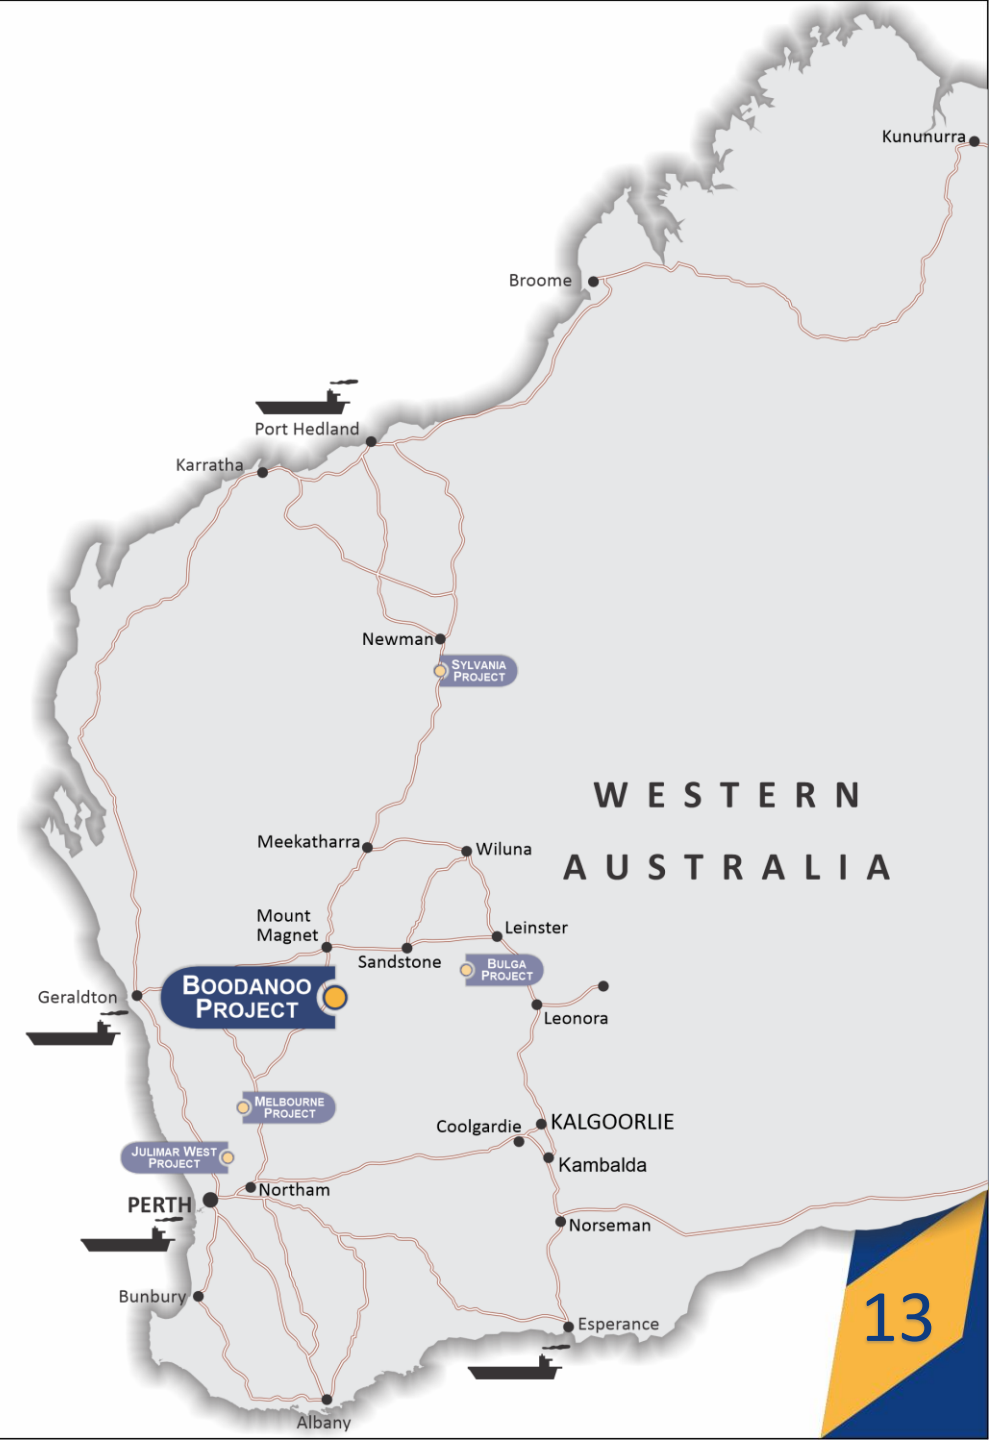 Kununurra
Broome
Port Hedland
Karratha
Newman
SYLVANIA
PROJECT
WESTERN
AUSTRALIA
Meekatharra
Wiluna
Mount
Magnet
Leinster
Sandstone
BULGA
PROJECT
BOODANOO
PROJECT
Geraldton
Leonora
MELBOURNE
PROJECT
Coolgardie
KALGOORLIE
JULIMAR WEST
PROJECT
Kambalda
Northam
PERTH
Norseman
Bunbury
Esperance
13
Albany